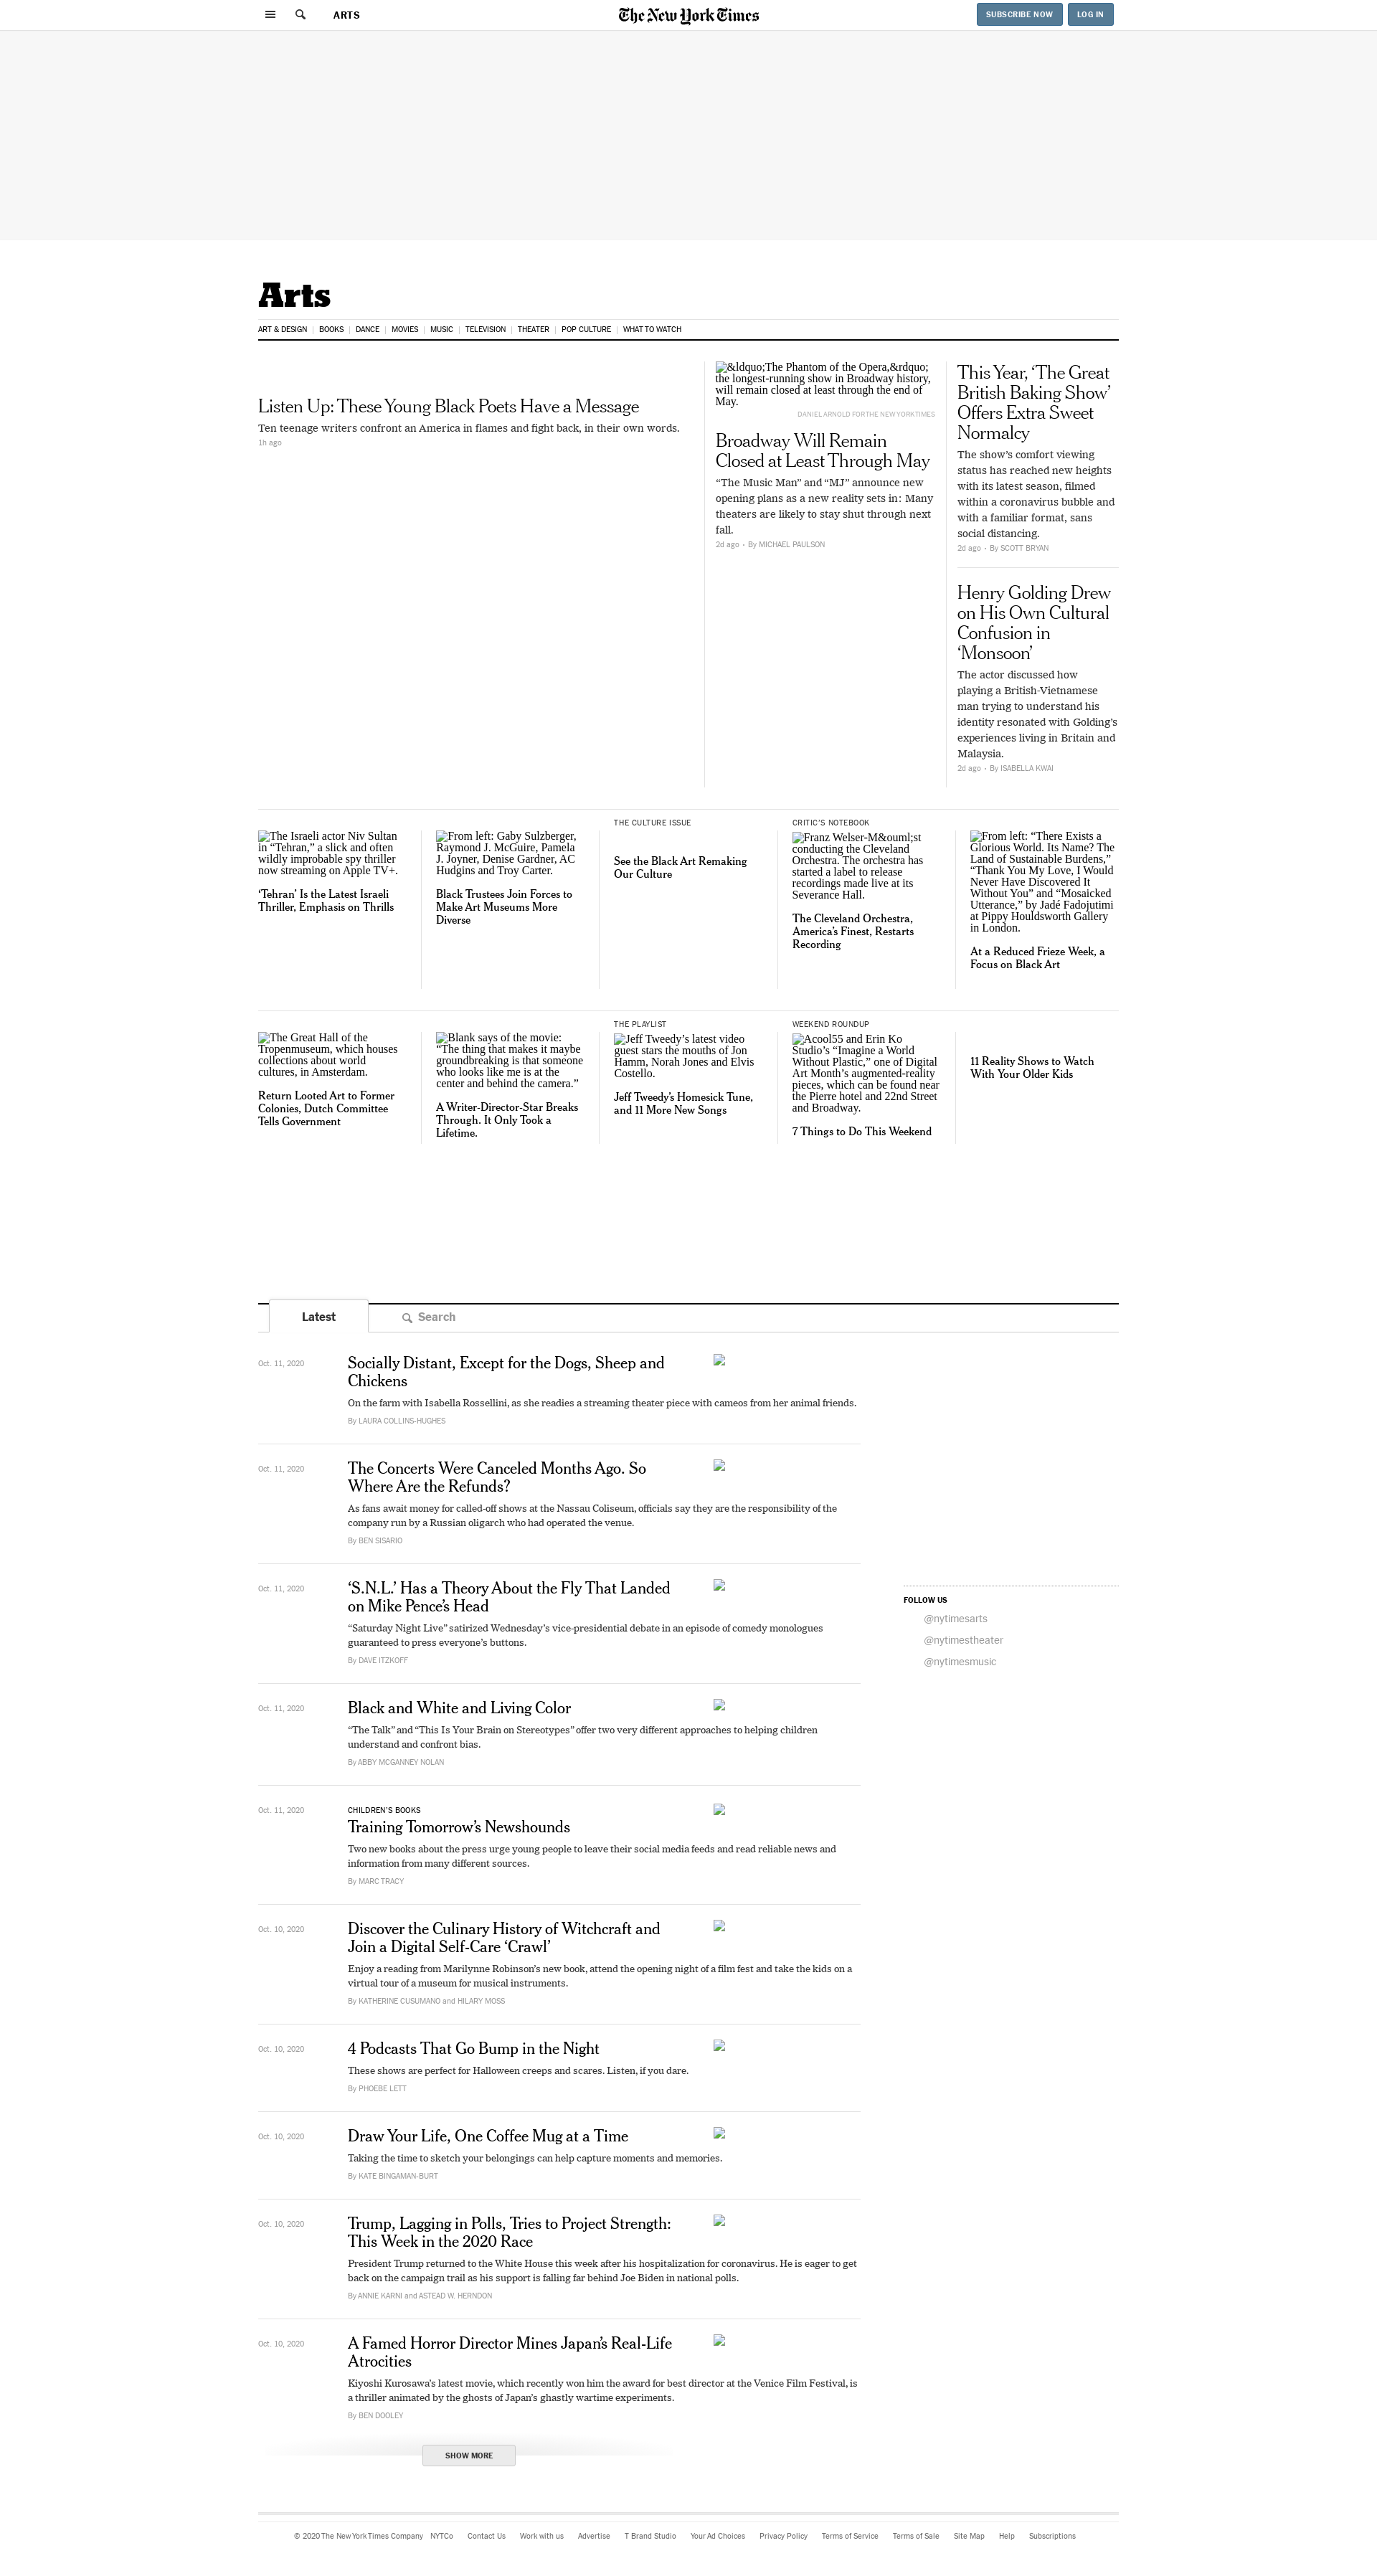 ARTS
The New York Times
SUBSCRIBE NOW
LOG IN
Arts
ART & DESIGN
BOOKS
DANCE
MOVIES
MUSIC
TELEVISION
THEATER
POP CULTURE
WHAT TO WATCH
Listen Up: These Young Black Poets Have a Message
Ten teenage writers confront an America in flames and fight back, in their own words.
1h ago
&ldquo;The Phantom of the Opera,&rdquo;
the longest-running show in Broadway history,
will remain closed at least through the end of
May.
DANIEL ARNOLD FOR THE NEW YORK TIMES
Broadway Will Remain
Closed at Least Through May
“The Music Man” and “MJ” announce new
opening plans as a new reality sets in: Many
theaters are likely to stay shut through next
fall.
2d ago • By MICHAEL PAULSON
This Year, ‘The Great
British Baking Show’
Offers Extra Sweet
Normalcy
The show’s comfort viewing
status has reached new heights
with its latest season, filmed
within a coronavirus bubble and
with a familiar format, sans
social distancing.
2d ago • By SCOTT BRYAN
Henry Golding Drew
on His Own Cultural
Confusion in
‘Monsoon’
The actor discussed how
playing a British-Vietnamese
man trying to understand his
identity resonated with Golding’s
experiences living in Britain and
Malaysia.
2d ago • By ISABELLA KWAI
The Israeli actor Niv Sultan
in “Tehran,” a slick and often
wildly improbable spy thriller
now streaming on Apple TV+.
‘Tehran’ Is the Latest Israeli
Thriller, Emphasis on Thrills
From left: Gaby Sulzberger,
Raymond J. McGuire, Pamela
J. Joyner, Denise Gardner, AC
Hudgins and Troy Carter.
Black Trustees Join Forces to
Make Art Museums More
Diverse
THE CULTURE ISSUE
See the Black Art Remaking
Our Culture
CRITIC’S NOTEBOOK
Franz Welser-M&ouml;st
conducting the Cleveland
Orchestra. The orchestra has
started a label to release
recordings made live at its
Severance Hall.
The Cleveland Orchestra,
America’s Finest, Restarts
Recording
From left: “There Exists a
Glorious World. Its Name? The
Land of Sustainable Burdens,”
“Thank You My Love, I Would
Never Have Discovered It
Without You” and “Mosaicked
Utterance,” by Jadé Fadojutimi
at Pippy Houldsworth Gallery
in London.
At a Reduced Frieze Week, a
Focus on Black Art
The Great Hall of the
Tropenmuseum, which houses
collections about world
cultures, in Amsterdam.
Return Looted Art to Former
Colonies, Dutch Committee
Tells Government
Blank says of the movie:
“The thing that makes it maybe
groundbreaking is that someone
who looks like me is at the
center and behind the camera.”
A Writer-Director-Star Breaks
Through. It Only Took a
Lifetime.
THE PLAYLIST
Jeff Tweedy’s latest video
guest stars the mouths of Jon
Hamm, Norah Jones and Elvis
Costello.
Jeff Tweedy’s Homesick Tune,
and 11 More New Songs
WEEKEND ROUNDUP
Acool55 and Erin Ko
Studio’s “Imagine a World
Without Plastic,” one of Digital
Art Month’s augmented-reality
pieces, which can be found near
the Pierre hotel and 22nd Street
and Broadway.
7 Things to Do This Weekend
11 Reality Shows to Watch
With Your Older Kids
Latest
Search
Oct. 11, 2020
Socially Distant, Except for the Dogs, Sheep and
Chickens
On the farm with Isabella Rossellini, as she readies a streaming theater piece with cameos from her animal friends.
By LAURA COLLINS-HUGHES
Oct. 11, 2020
The Concerts Were Canceled Months Ago. So
Where Are the Refunds?
As fans await money for called-off shows at the Nassau Coliseum, officials say they are the responsibility of the
company run by a Russian oligarch who had operated the venue.
By BEN SISARIO
Oct. 11, 2020
‘S.N.L.’ Has a Theory About the Fly That Landed
on Mike Pence’s Head
“Saturday Night Live” satirized Wednesday’s vice-presidential debate in an episode of comedy monologues
guaranteed to press everyone’s buttons.
By DAVE ITZKOFF
FOLLOW US
@nytimesarts
@nytimestheater
@nytimesmusic
Oct. 11, 2020
Black and White and Living Color
“The Talk” and “This Is Your Brain on Stereotypes” offer two very different approaches to helping children
understand and confront bias.
By ABBY MCGANNEY NOLAN
Oct. 11, 2020
CHILDREN’S BOOKS
Training Tomorrow’s Newshounds
Two new books about the press urge young people to leave their social media feeds and read reliable news and
information from many different sources.
By MARC TRACY
Oct. 10, 2020
Discover the Culinary History of Witchcraft and
Join a Digital Self-Care ‘Crawl’
Enjoy a reading from Marilynne Robinson’s new book, attend the opening night of a film fest and take the kids on a
virtual tour of a museum for musical instruments.
By KATHERINE CUSUMANO and HILARY MOSS
Oct. 10, 2020
4 Podcasts That Go Bump in the Night
These shows are perfect for Halloween creeps and scares. Listen, if you dare.
By PHOEBE LETT
Oct. 10, 2020
Draw Your Life, One Coffee Mug at a Time
Taking the time to sketch your belongings can help capture moments and memories.
By KATE BINGAMAN-BURT
Oct. 10, 2020
Trump, Lagging in Polls, Tries to Project Strength:
This Week in the 2020 Race
President Trump returned to the White House this week after his hospitalization for coronavirus. He is eager to get
back on the campaign trail as his support is falling far behind Joe Biden in national polls.
By ANNIE KARNI and ASTEAD W. HERNDON
Oct. 10, 2020
A Famed Horror Director Mines Japan’s Real-Life
Atrocities
Kiyoshi Kurosawa’s latest movie, which recently won him the award for best director at the Venice Film Festival, is
a thriller animated by the ghosts of Japan’s ghastly wartime experiments.
By BEN DOOLEY
SHOW MORE
© 2020 The New York Times Company NYTCo Contact Us Work with us Advertise T Brand Studio Your Ad Choices Privacy Policy Terms of Service Terms of Sale Site Map Help Subscriptions